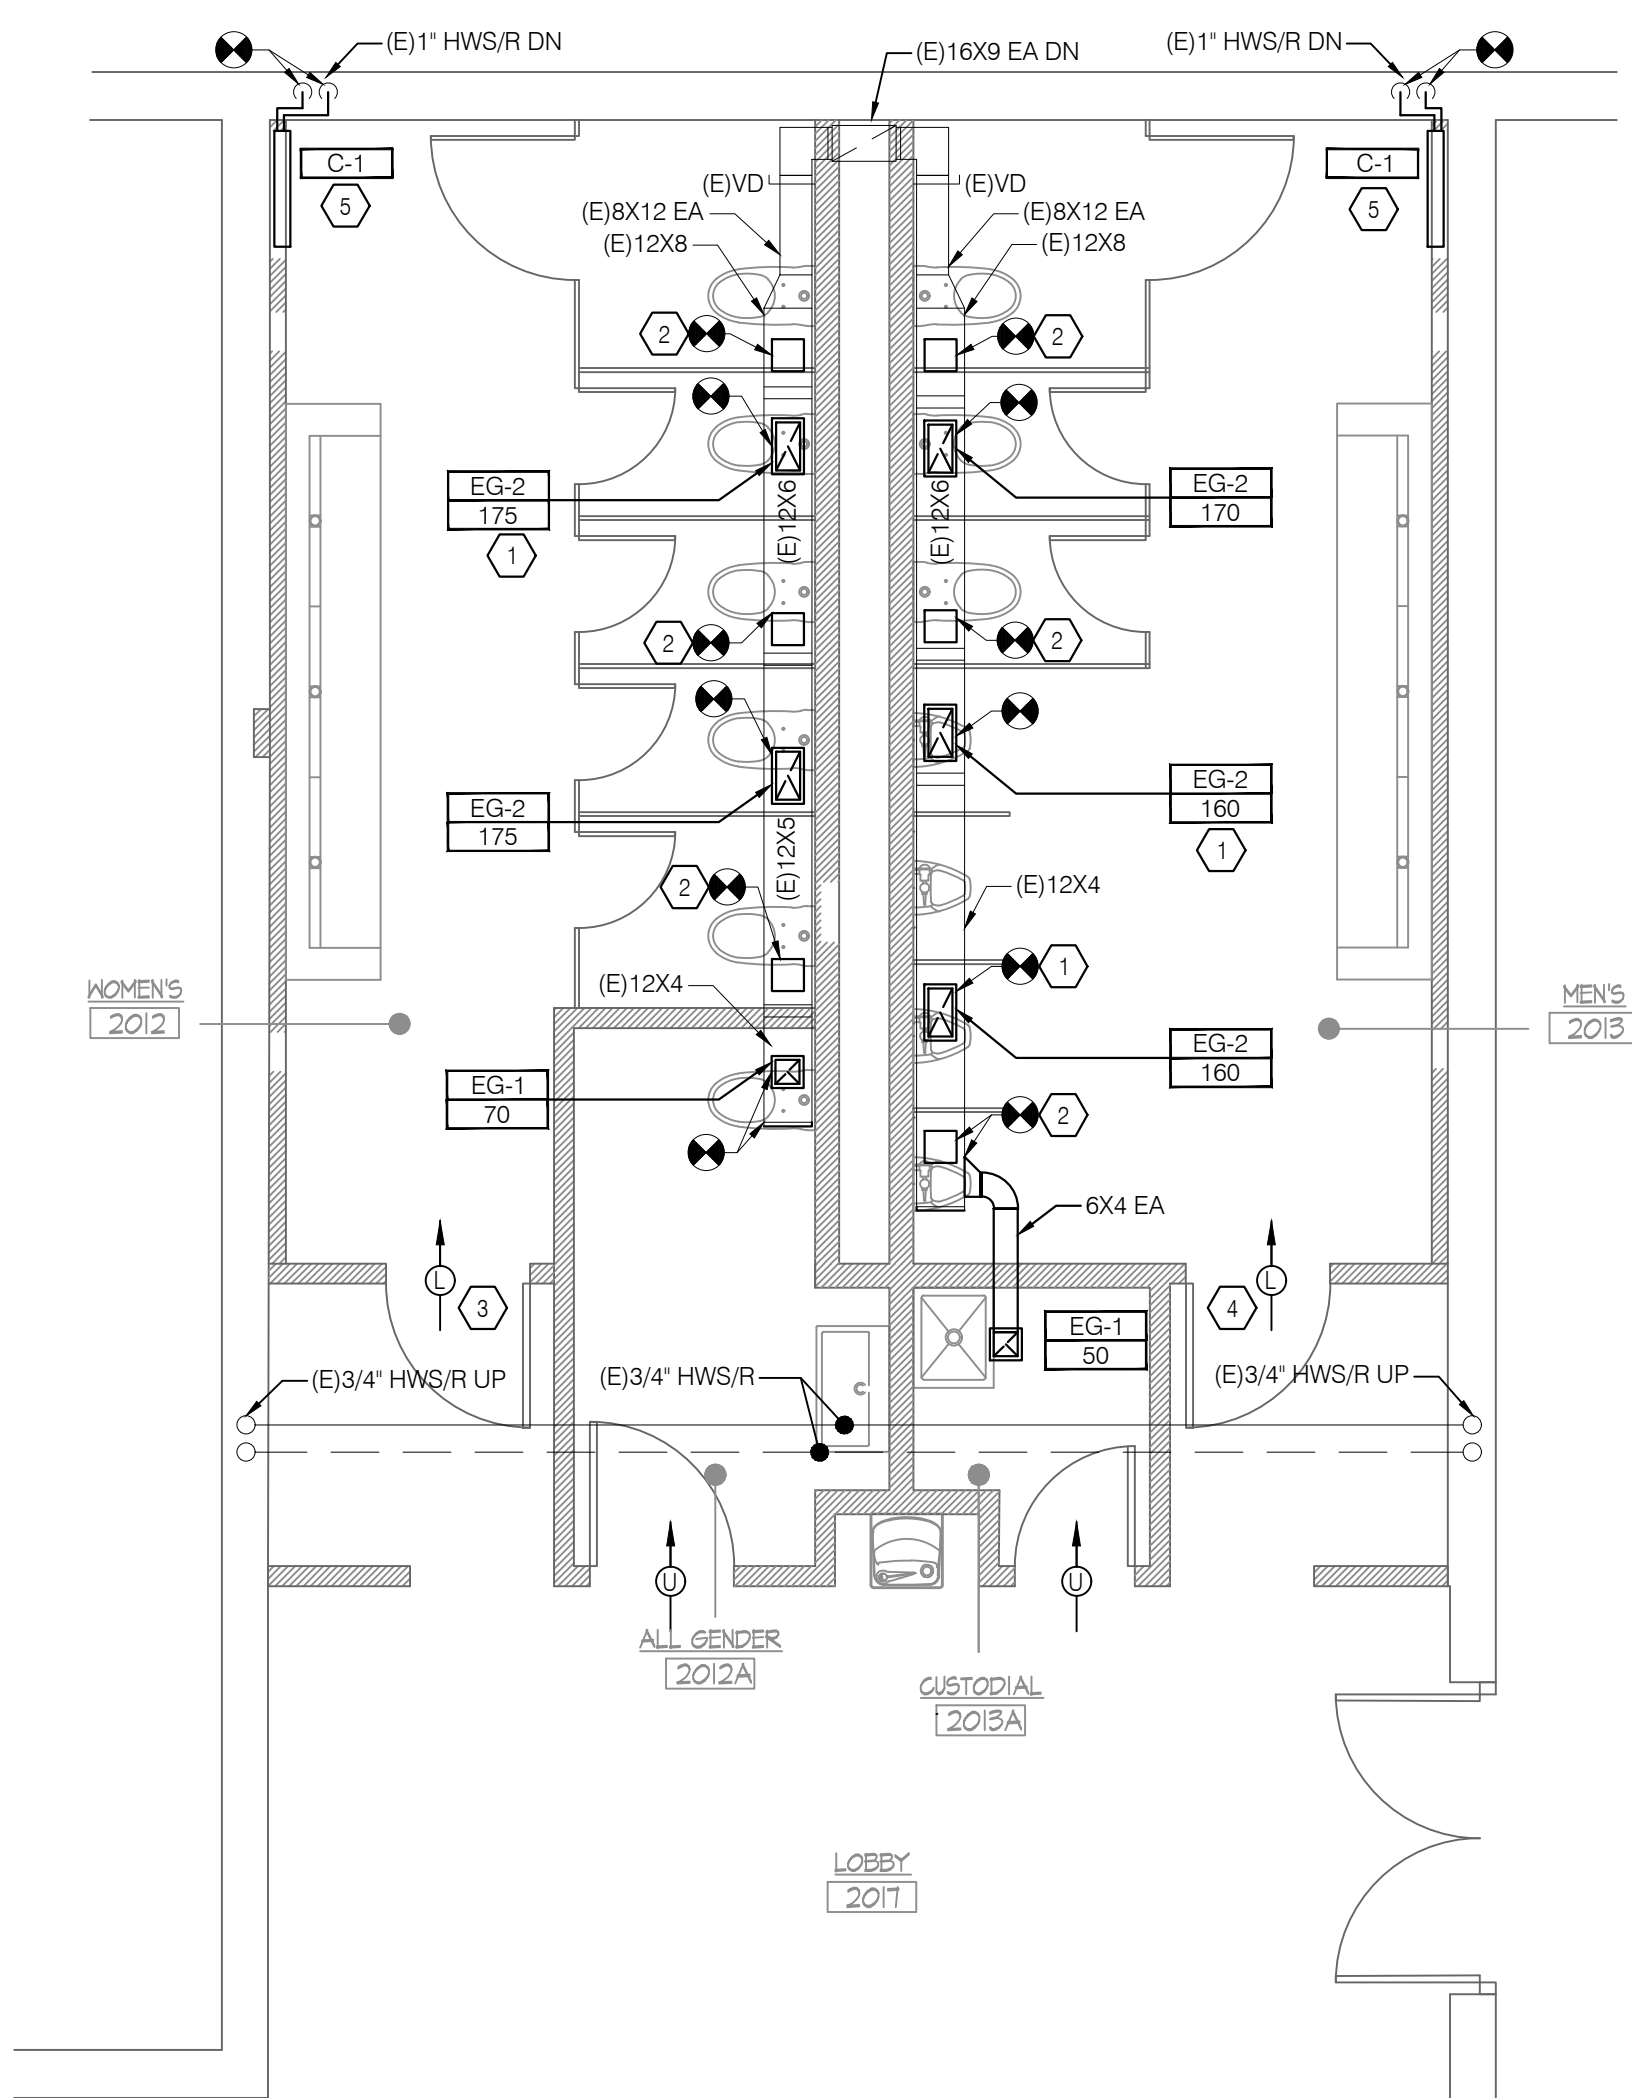 (E)1" HWS/R DN
(E)16X9 EA DN
(E)1" HWS/R DN
C-1
5
C-1
5
(E)VD
(E)VD
(E)8X12 EA
(E)8X12 EA
(E)12X8
(E)12X8
2
2
EG-2
175
1
(E)12X6
(E)12X6
EG-2
170
2
2
EG-2
175
(E)12X5
EG-2
160
1
2
(E)12X4
1
(E)12X4
WOMEN'S
2012
MEN'S
2013
EG-2
160
EG-1
70
2
6X4 EA
L
3
4
L
EG-1
50
(E)3/4" HWS/R UP
(E)3/4" HWS/R
(E)3/4" HWS/R UP
U
U
ALL GENDER
2012A
CUSTODIAL
2013A
LOBBY
2017